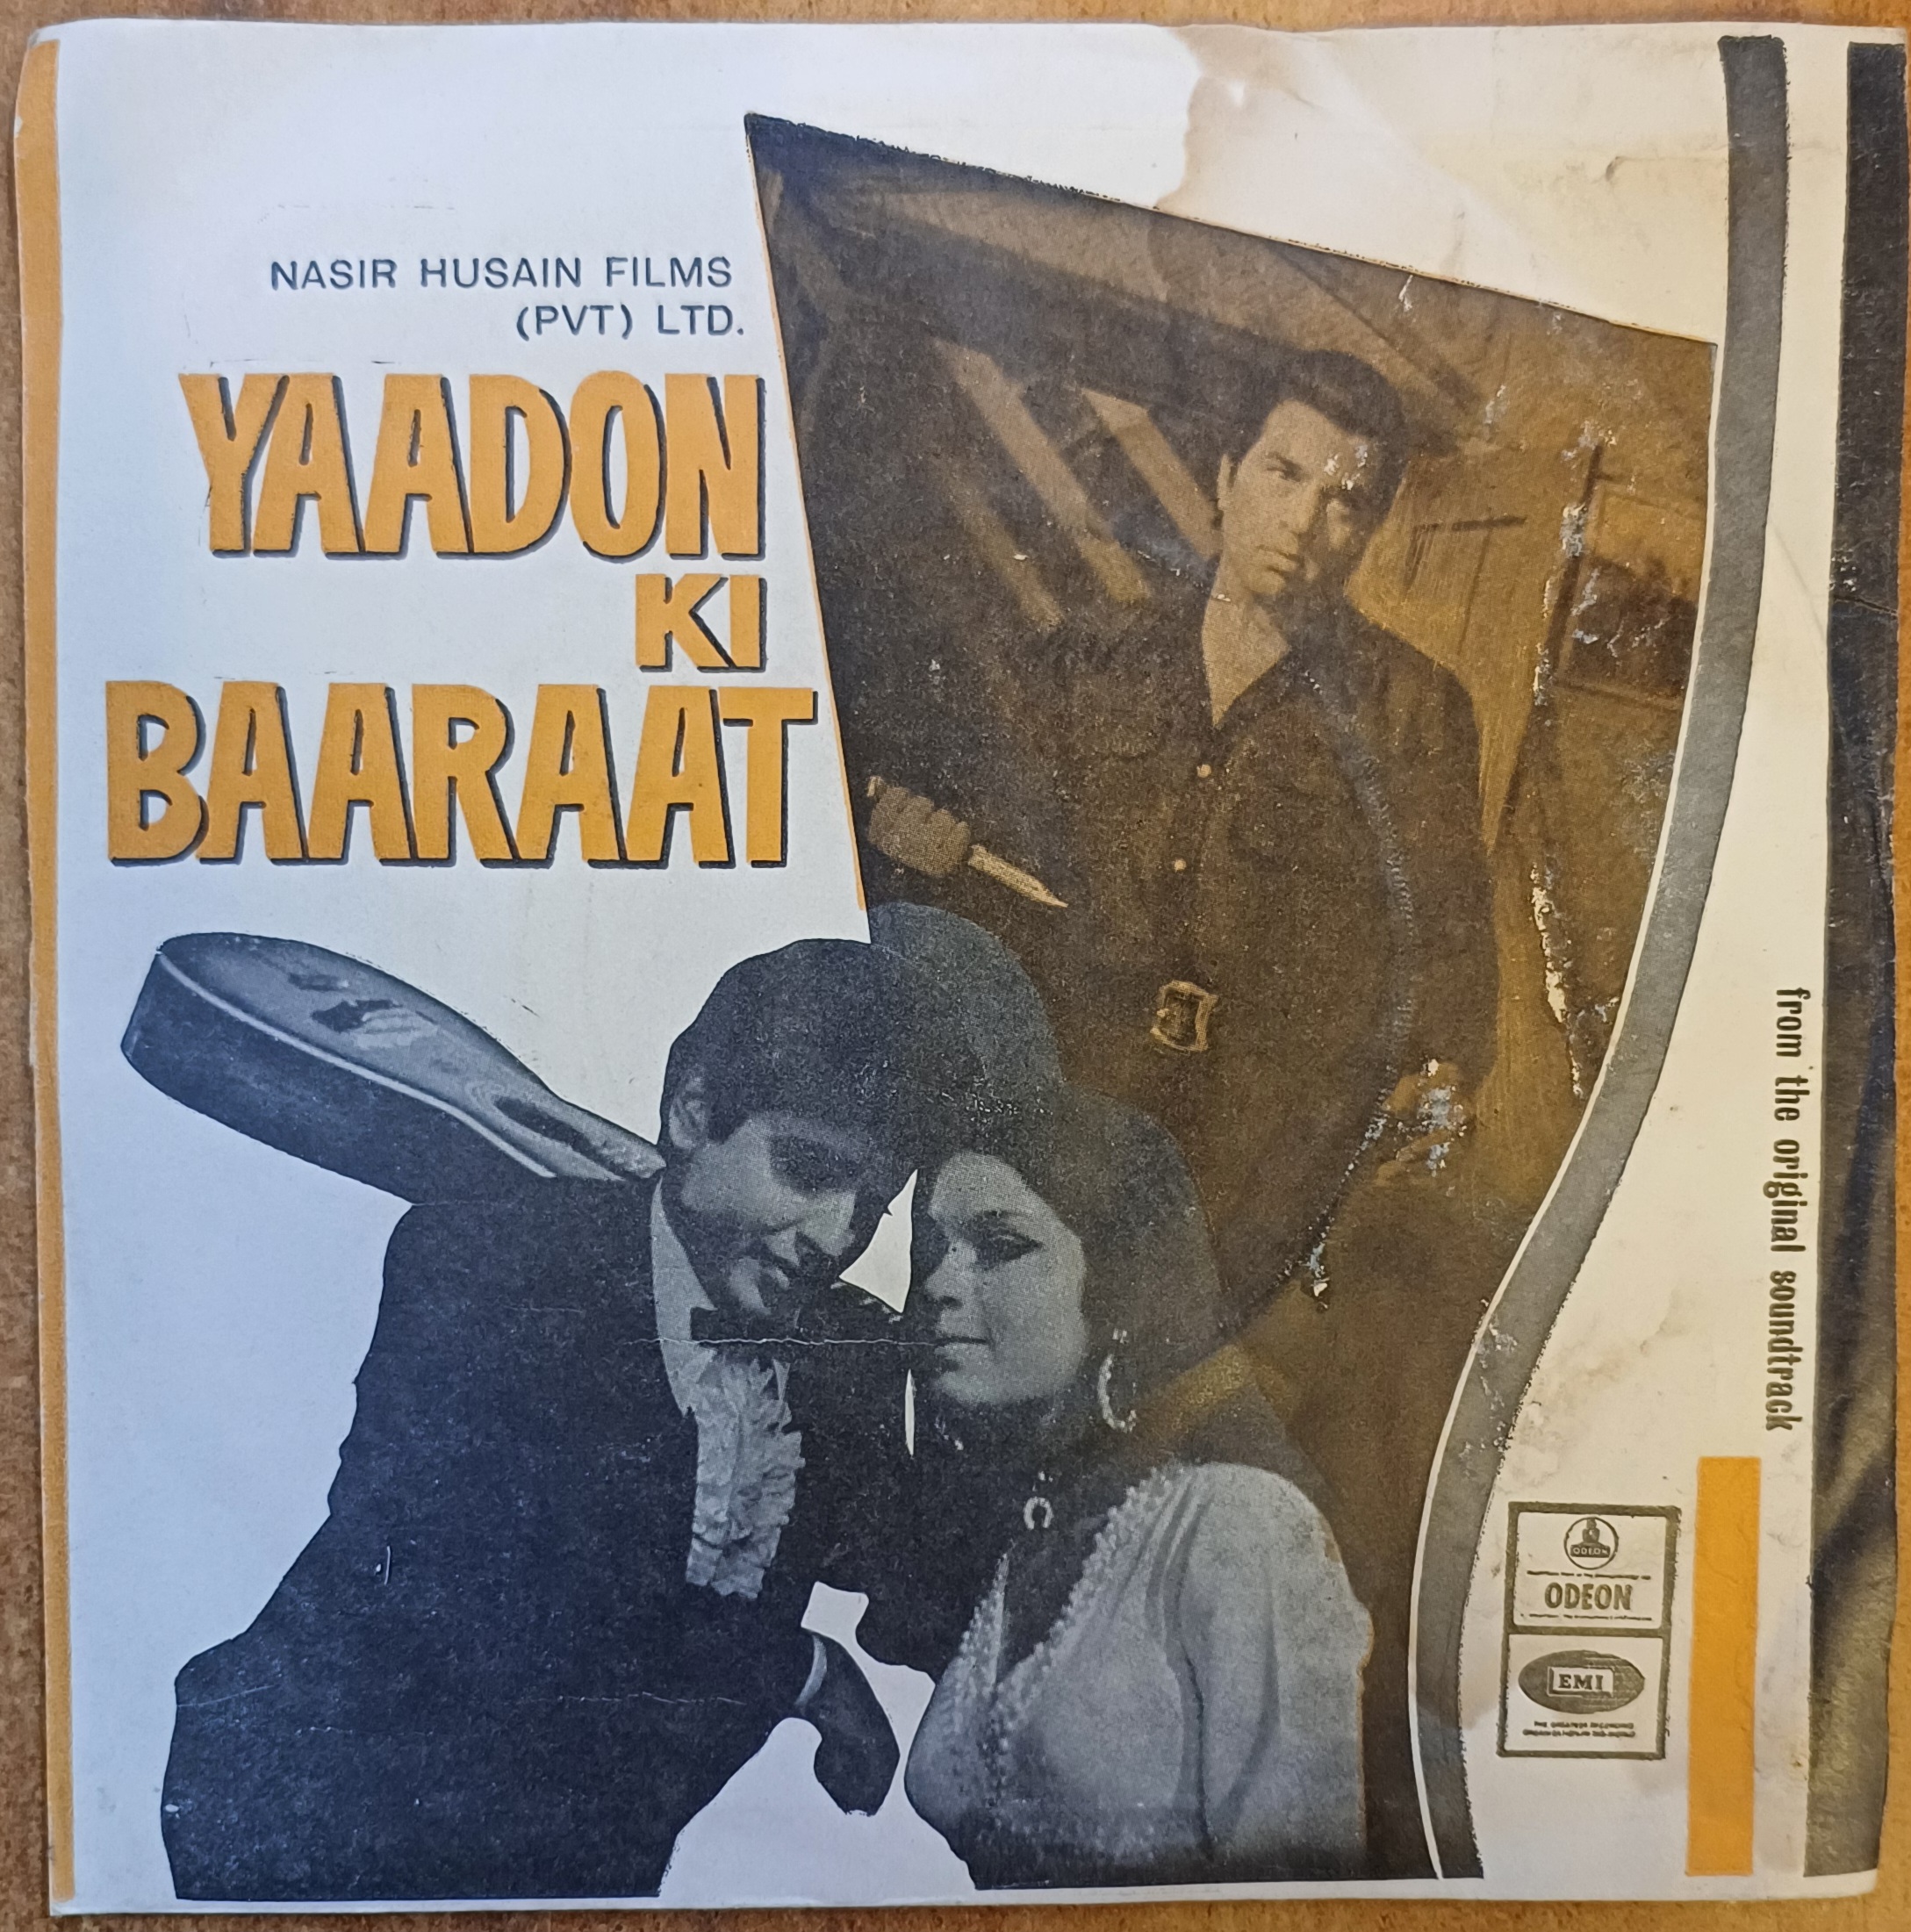 NASIR HUSAIN FILMS
(PVT) LTD.
YAADON
KI
BAARAAT
from the original soundtrack
ODEON
ODEON
EMI